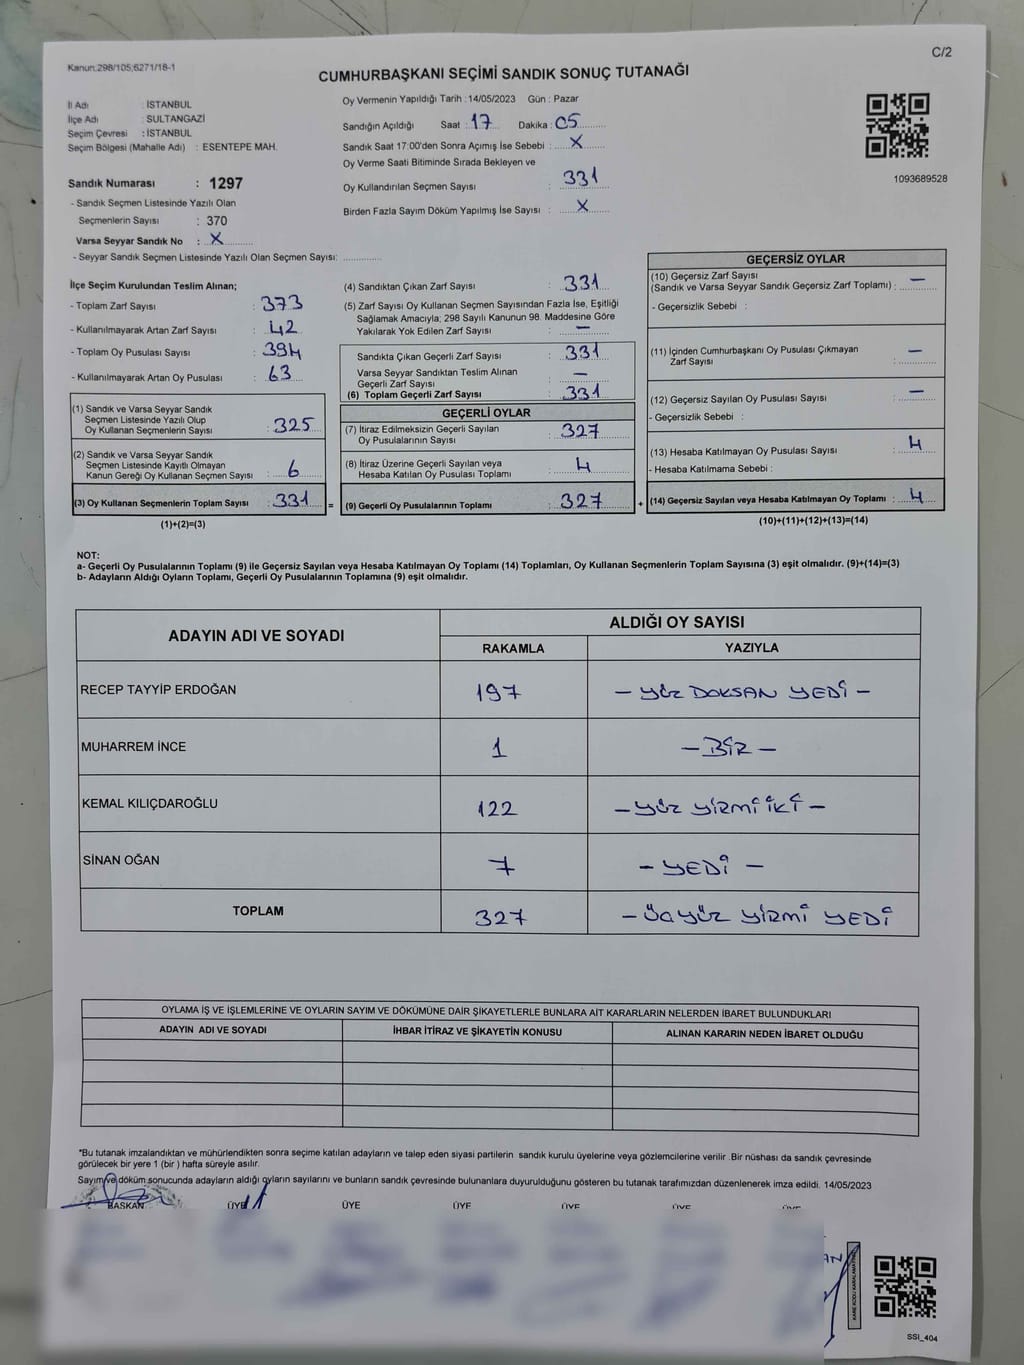 Kanun:298/105;6271/18-1
C/2
CUMHURBAŞKANI SEÇİMİ SANDIK SONUÇ TUTANAĞI
İl Adı : İSTANBUL
İlçe Adı : SULTANGAZİ
Seçim Çevresi : İSTANBUL
Seçim Bölgesi (Mahalle Adı) : ESENTEPE MAH.
Sandık Numarası : 1297
- Sandık Seçmen Listesinde Yazılı Olan
Seçmenlerin Sayısı : 370
Varsa Seyyar Sandık No : X
- Seyyar Sandık Seçmen Listesinde Yazılı Olan Seçmen Sayısı:
Oy Vermenin Yapıldığı Tarih : 14/05/2023 Gün : Pazar
Sandığın Açıldığı Saat : 17 Dakika : 05
Sandık Saat 17:00'den Sonra Açımış İse Sebebi : X
Oy Verme Saati Bitiminde Sırada Bekleyen ve
Oy Kullandırılan Seçmen Sayısı : 331
Birden Fazla Sayım Döküm Yapılmış İse Sayısı : X
1093689528
İlçe Seçim Kurulundan Teslim Alınan;
- Toplam Zarf Sayısı : 373
- Kullanılmayarak Artan Zarf Sayısı : 42
- Toplam Oy Pusulası Sayısı : 394
- Kullanılmayarak Artan Oy Pusulası : 63
(1) Sandık ve Varsa Seyyar Sandık
Seçmen Listesinde Yazılı Olup
Oy Kullanan Seçmenlerin Sayısı : 325
(2) Sandık ve Varsa Seyyar Sandık
Seçmen Listesinde Kayıtlı Olmayan
Kanun Gereği Oy Kullanan Seçmen Sayısı : 6
(3) Oy Kullanan Seçmenlerin Toplam Sayısı : 331 =
(1)+(2)=(3)
(4) Sandıktan Çıkan Zarf Sayısı : 331
(5) Zarf Sayısı Oy Kullanan Seçmen Sayısından Fazla İse, Eşitliği
Sağlamak Amacıyla; 298 Sayılı Kanunun 98. Maddesine Göre
Yakılarak Yok Edilen Zarf Sayısı : —
Sandıkta Çıkan Geçerli Zarf Sayısı : 331
Varsa Seyyar Sandıktan Teslim Alınan
Geçerli Zarf Sayısı : —
(6) Toplam Geçerli Zarf Sayısı : 331
GEÇERLİ OYLAR
(7) İtiraz Edilmeksizin Geçerli Sayılan
Oy Pusulalarının Sayısı : 327
(8) İtiraz Üzerine Geçerli Sayılan veya
Hesaba Katılan Oy Pusulası Toplamı : 4
(9) Geçerli Oy Pusulalarının Toplamı : 327 +
GEÇERSİZ OYLAR
(10) Geçersiz Zarf Sayısı
(Sandık ve Varsa Seyyar Sandık Geçersiz Zarf Toplamı) : —
- Geçersizlik Sebebi :
(11) İçinden Cumhurbaşkanı Oy Pusulası Çıkmayan
Zarf Sayısı : —
(12) Geçersiz Sayılan Oy Pusulası Sayısı : —
- Geçersizlik Sebebi :
(13) Hesaba Katılmayan Oy Sayısı : 4
- Hesaba Katılmama Sebebi :
(14) Geçersiz Sayılan veya Hesaba Katılmayan Oy Toplamı : 4
(10)+(11)+(12)+(13)=(14)
NOT:
a- Geçerli Oy Pusulalarının Toplamı (9) ile Geçersiz Sayılan veya Hesaba Katılmayan Oy Toplamı (14) Toplamları, Oy Kullanan Seçmenlerin Toplam Sayısına (3) eşit olmalıdır. (9)+(14)=(3)
b- Adayların Aldığı Oyların Toplamı, Geçerli Oy Pusulalarının Toplamına (9) eşit olmalıdır.
ADAYIN ADI VE SOYADI ALDIĞI OY SAYISI
RAKAMLA YAZIYLA
RECEP TAYYİP ERDOĞAN 197 – YÜZ DOKSAN YEDİ –
MUHARREM İNCE 1 – BİR –
KEMAL KILIÇDAROĞLU 122 – YÜZ YİRMİ İKİ –
SİNAN OĞAN 7 – YEDİ –
TOPLAM 327 – ÜÇYÜZ YİRMİ YEDİ
OYLAMA İŞ VE İŞLEMLERİNE VE OYLARIN SAYIM VE DÖKÜMÜNE DAİR ŞİKAYETLERLE BUNLARA AİT KARARLARIN NELERDEN İBARET BULUNDUKLARI
ADAYIN ADI VE SOYADI İHBAR İTİRAZ VE ŞİKAYETİN KONUSU ALINAN KARARIN NEDEN İBARET OLDUĞU
*Bu tutanak imzalandıktan ve mühürlendikten sonra seçime katılan adayların ve talep eden siyasi partilerin sandık kurulu üyelerine veya gözlemcilerine verilir .Bir nüshası da sandık çevresinde
görülecek bir yere 1 (bir ) hafta süreyle asılır.
Sayım ve döküm sonucunda adayların aldığı oyların sayılarını ve bunların sandık çevresinde bulunanlara duyurulduğunu gösteren bu tutanak tarafımızdan düzenlenerek imza edildi. 14/05/2023
BAŞKAN ÜYE ÜYE ÜYE ÜYE ÜYE ÜYE
SSI_404